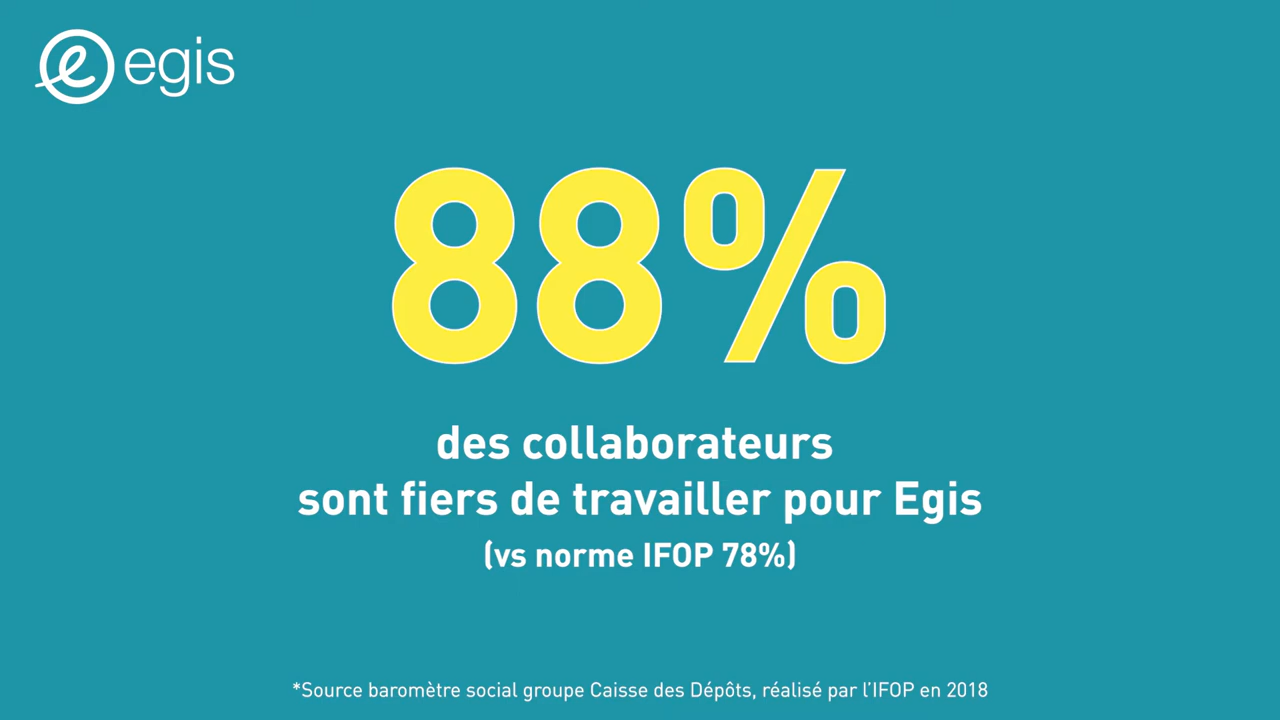 egis
88%
des collaborateurs
sont fiers de travailler pour Egis
(vs norme IFOP 78%)
*Source baromètre social groupe Caisse des Dépôts, réalisé par l'IFOP en 2018